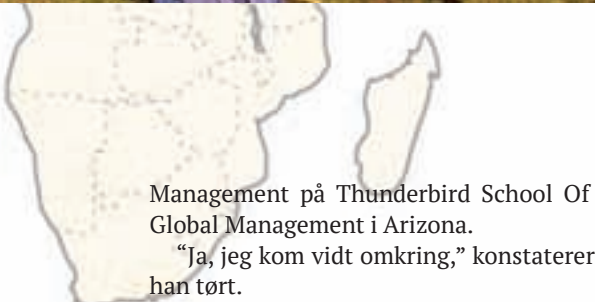 Management på Thunderbird School Of
Global Management i Arizona.
“Ja, jeg kom vidt omkring,” konstaterer
han tørt.